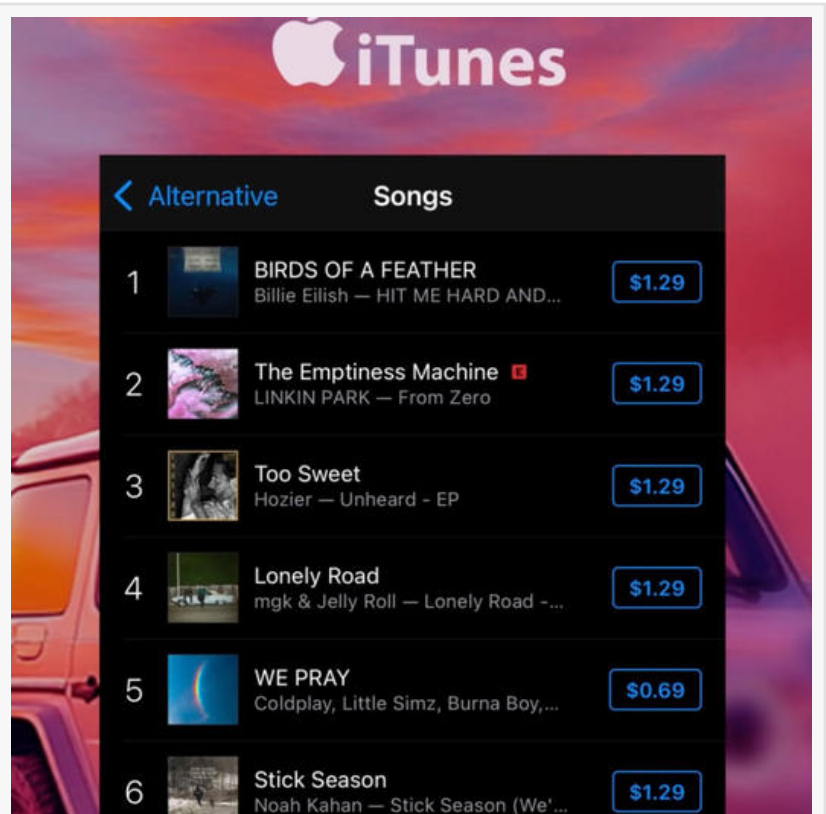 iTunes
Alternative Songs
1 BIRDS OF A FEATHER $1.29
Billie Eilish — HIT ME HARD AND...
2 The Emptiness Machine E $1.29
LINKIN PARK — From Zero
3 Too Sweet $1.29
Hozier — Unheard - EP
4 Lonely Road $1.29
mgk & Jelly Roll — Lonely Road -...
5 WE PRAY $0.69
Coldplay, Little Simz, Burna Boy,...
6 Stick Season $1.29
Noah Kahan — Stick Season (We'...